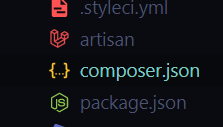 .styleci.yml
artisan
composer.json
package.json